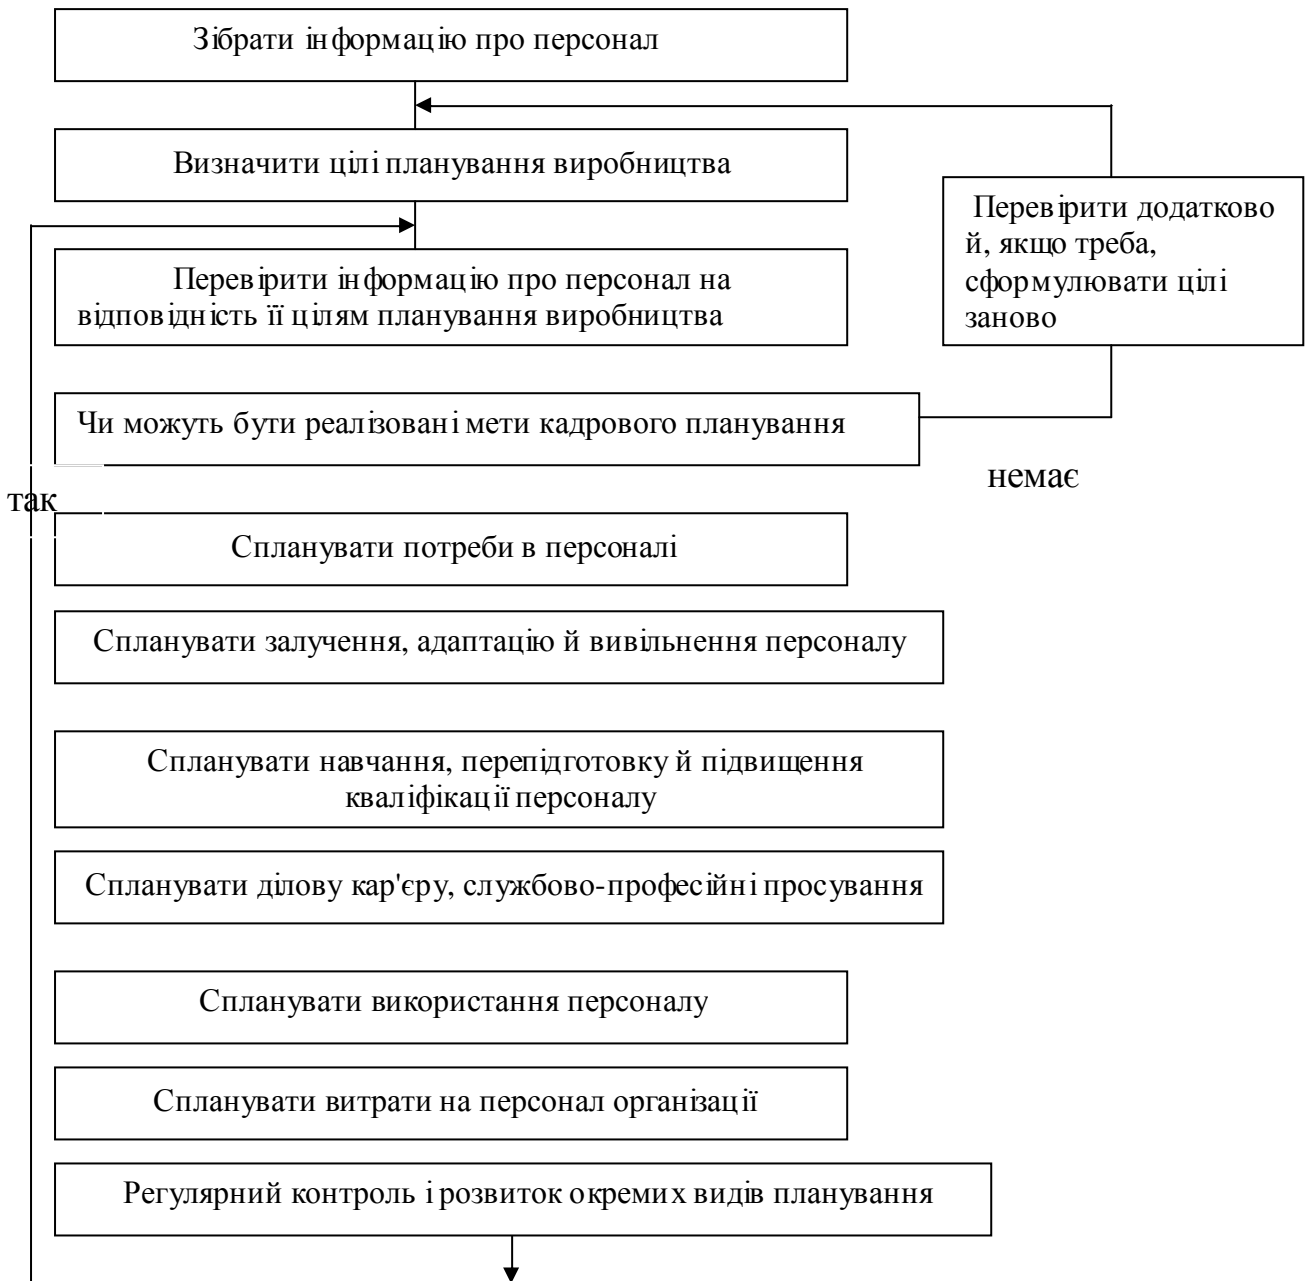 Зібрати інформацію про персонал
Визначити цілі планування виробництва
Перевірити додатково
й, якщо треба,
сформулювати цілі
заново
Перевірити інформацію про персонал на
відповідність її цілям планування виробництва
Чи можуть бути реалізовані мети кадрового планування
немає
так
Спланувати потреби в персоналі
Спланувати залучення, адаптацію й вивільнення персоналу
Спланувати навчання, перепідготовку й підвищення
кваліфікації персоналу
Спланувати ділову кар'єру, службово-професійні просування
Спланувати використання персоналу
Спланувати витрати на персонал організації
Регулярний контроль і розвиток окремих видів планування